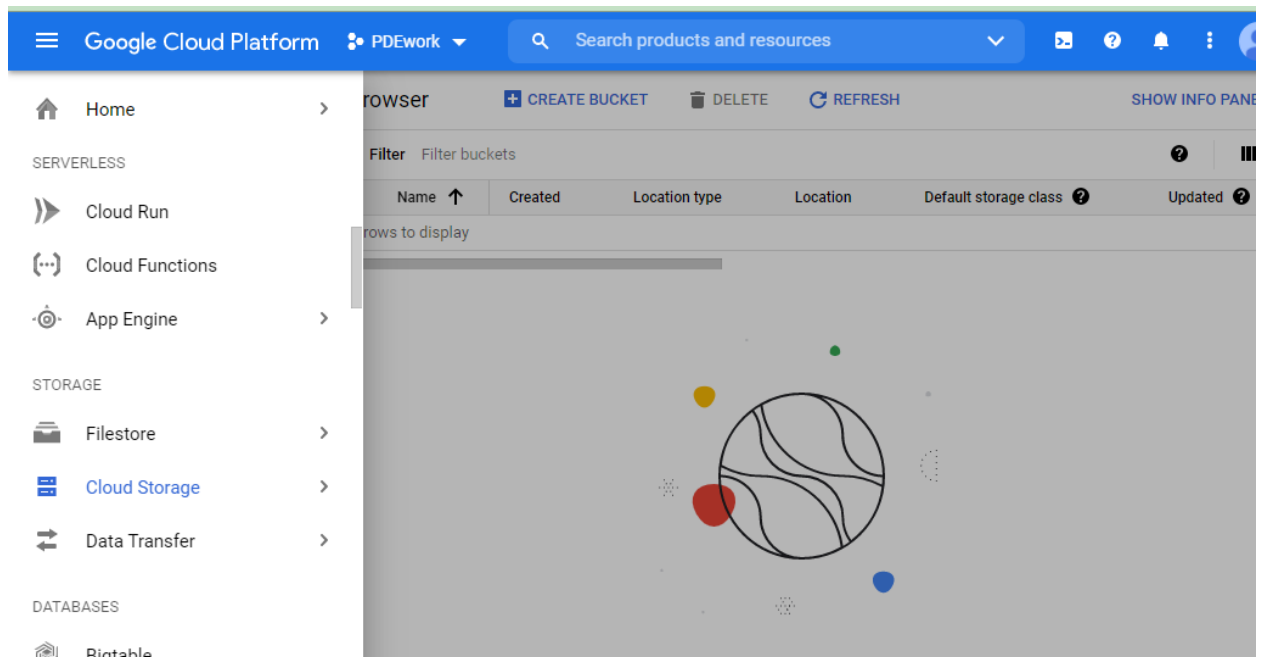 Google Cloud Platform PDEwork Search products and resources
Home
SERVERLESS
Cloud Run
Cloud Functions
App Engine
STORAGE
Filestore
Cloud Storage
Data Transfer
DATABASES
Bigtable
rowser CREATE BUCKET DELETE REFRESH SHOW INFO PANE
Filter Filter buckets
Name Created Location type Location Default storage class Updated
rows to display